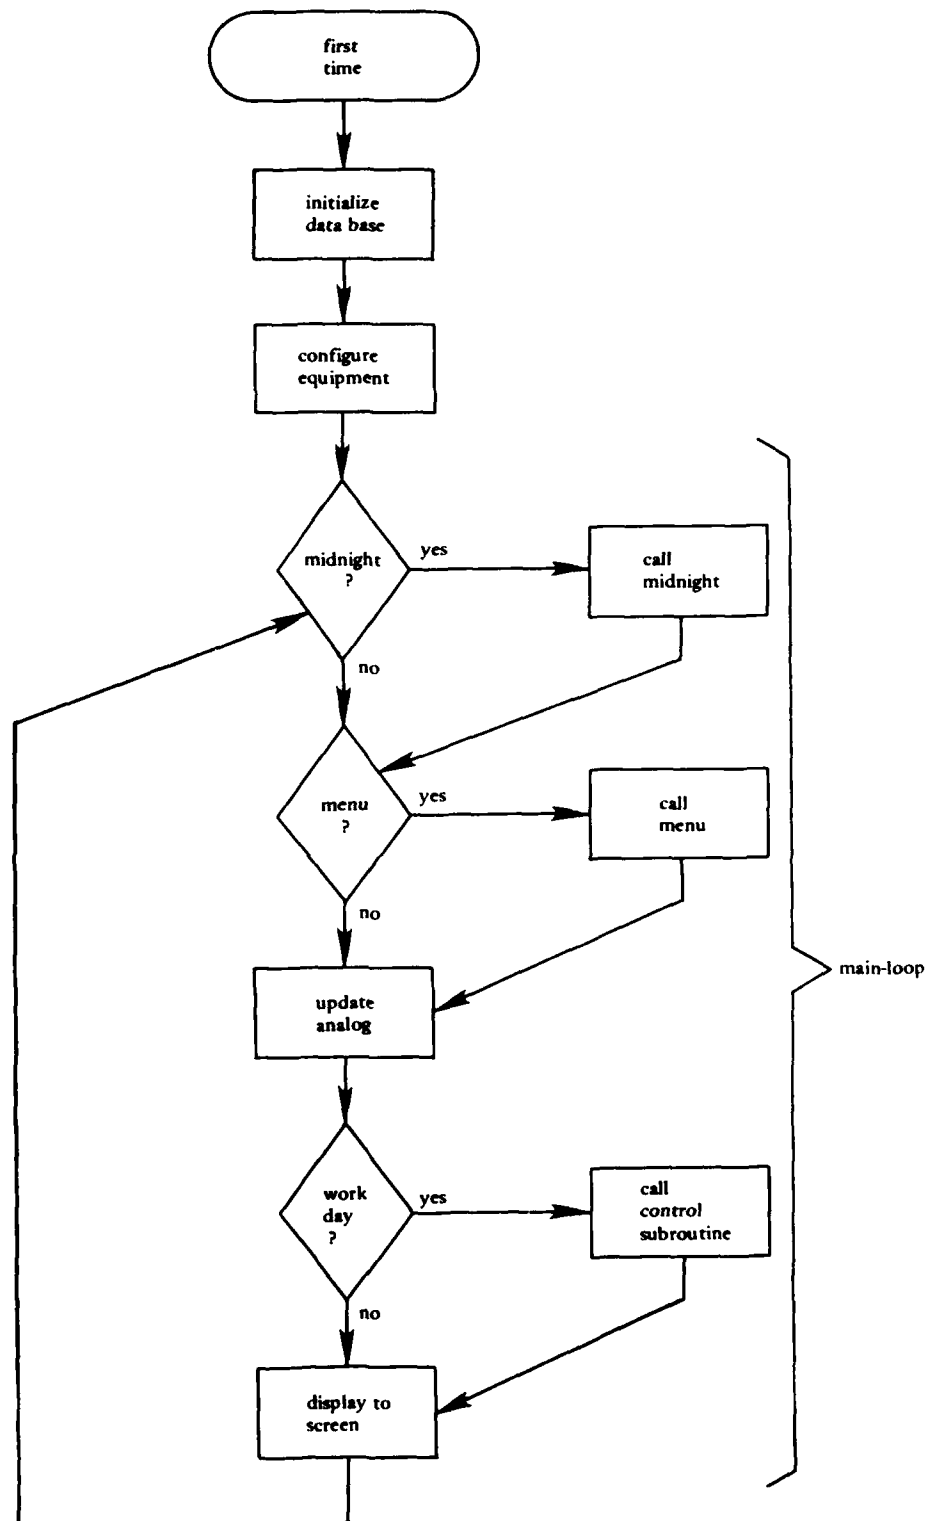 first
time
initialize
data base
configure
equipment
midnight
?
yes
call
midnight
no
menu
?
yes
call
menu
no
update
analog
main-loop
work
day
?
yes
call
control
subroutine
no
display to
screen